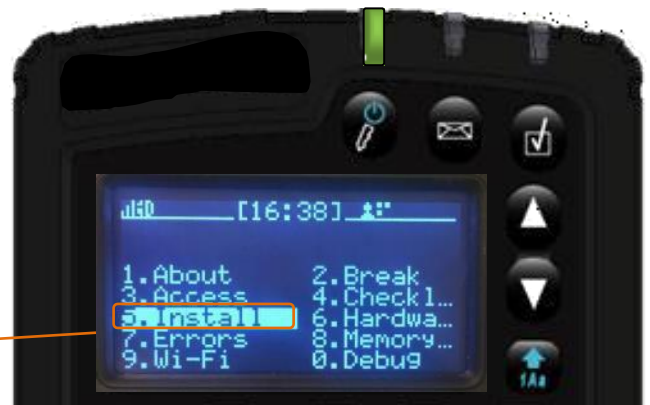 [16:38]
1.About 2.Break
3.Access 4.Checkl…
5.Install 6.Hardwa…
7.Errors 8.Memory…
9.Wi-Fi 0.Debug
1Aa